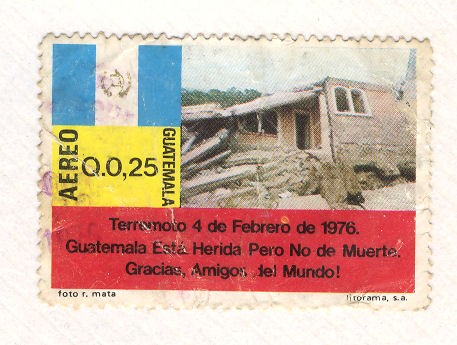 AEREO
Q.0,25
GUATEMALA
Terremoto 4 de Febrero de 1976.
Guatemala Está Herida Pero No de Muerte.
Gracias, Amigos del Mundo!
foto r. mata
litorama, s.a.